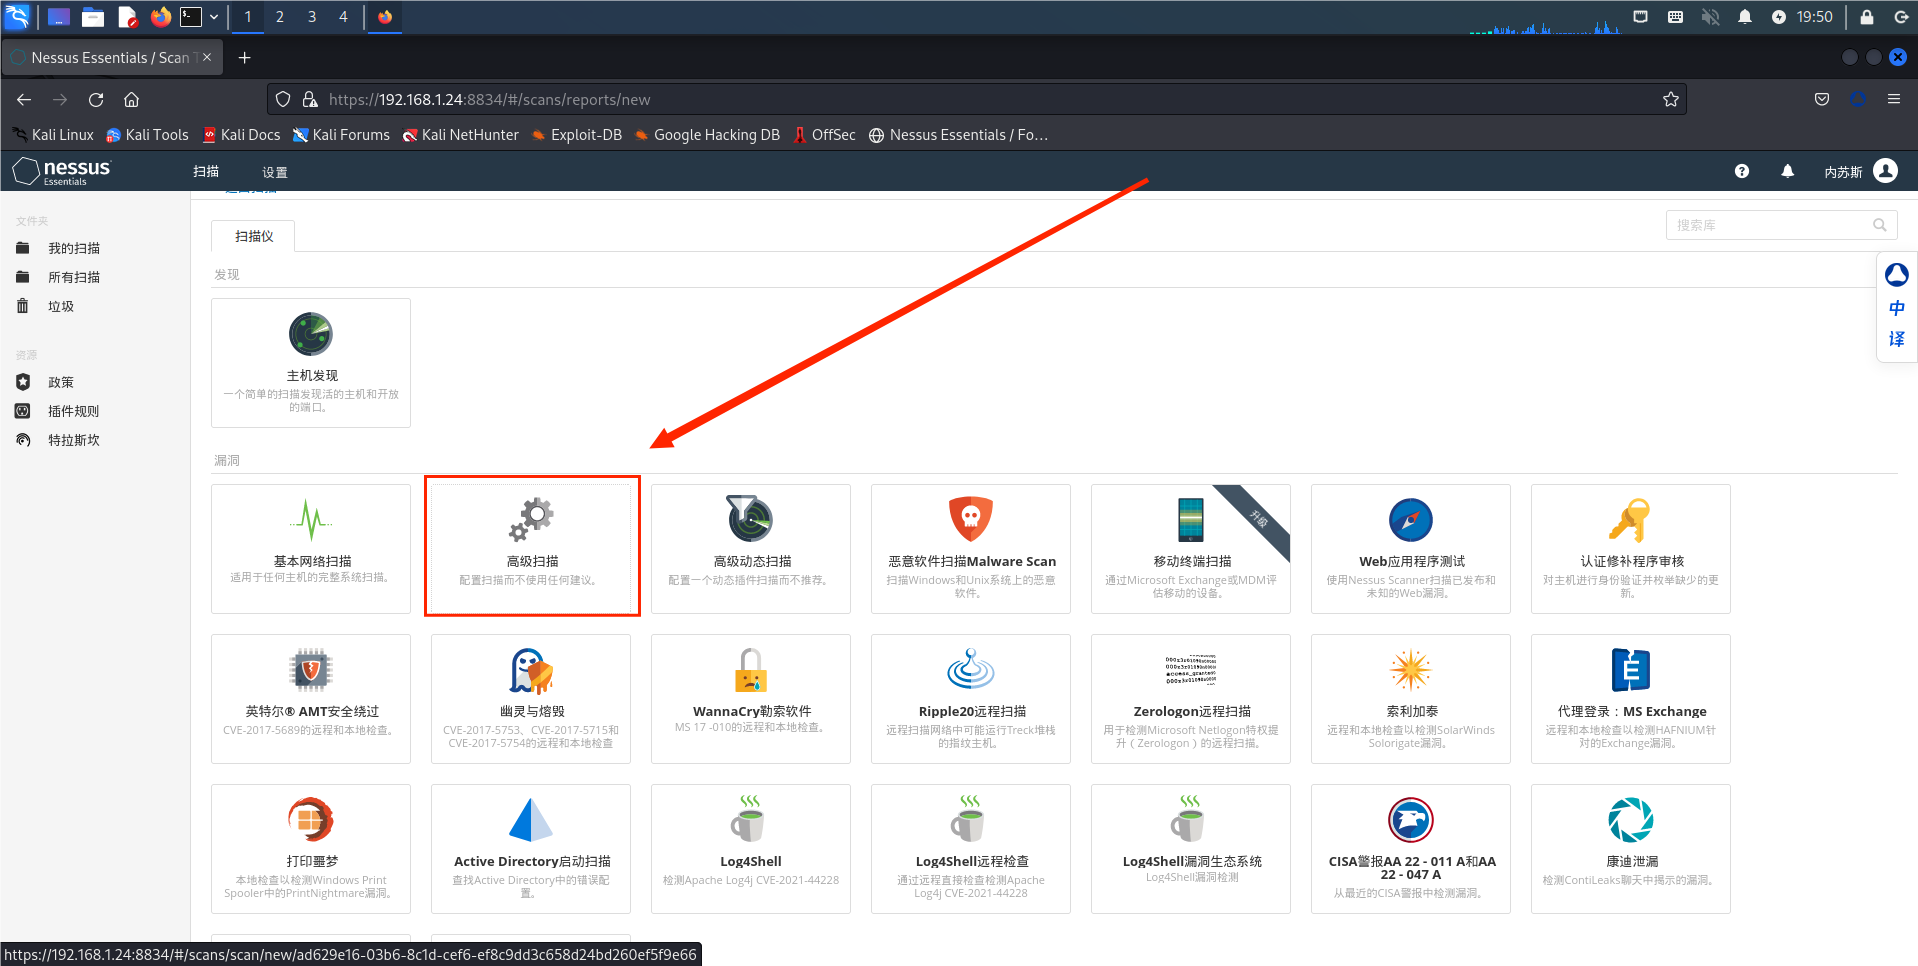 1 2 3 4
19:50
Nessus Essentials / Scan T
https://192.168.1.24:8834/#/scans/reports/new
Kali Linux Kali Tools Kali Docs Kali Forums Kali NetHunter Exploit-DB Google Hacking DB OffSec Nessus Essentials / Fo…
nessus
Essentials
扫描 设置 内苏斯
文件夹
我的扫描
所有扫描
垃圾
资源
政策
插件规则
特拉斯坎
扫描仪
搜索库
中
译
发现
主机发现
一个简单的扫描发现活的主机和开放
的端口。
漏洞
基本网络扫描
适用于任何主机的完整系统扫描。
高级扫描
配置扫描而不使用任何建议。
高级动态扫描
配置一个动态插件扫描而不推荐。
恶意软件扫描Malware Scan
扫描Windows和Unix系统上的恶意
软件。
升级
移动终端扫描
通过Microsoft Exchange或MDM评
估移动的设备。
Web应用程序测试
使用Nessus Scanner扫描已发布和
未知的Web漏洞。
认证修补程序审核
对主机进行身份验证并枚举缺少的更
新。
英特尔® AMT安全绕过
CVE-2017-5689的远程和本地检查。
幽灵与熔毁
CVE-2017-5753、CVE-2017-5715和
CVE-2017-5754的远程和本地检查
WannaCry勒索软件
MS 17 -010的远程和本地检查。
Ripple20远程扫描
远程扫描网络中可能运行Treck堆栈
的指纹主机。
Zerologon远程扫描
用于检测Microsoft Netlogon特权提
升（Zerologon）的远程扫描。
索利加泰
远程和本地检查以检测SolarWinds
Solorigate漏洞。
代理登录：MS Exchange
远程和本地检查以检测HAFNIUM针
对的Exchange漏洞。
打印噩梦
本地检查以检测Windows Print
Spooler中的PrintNightmare漏洞。
Active Directory启动扫描
查找Active Directory中的错误配
置。
Log4Shell
检测Apache Log4j CVE-2021-44228
Log4Shell远程检查
通过远程直接检查检测Apache
Log4j CVE-2021-44228
Log4Shell漏洞生态系统
Log4Shell漏洞检测
CISA警报AA 22 - 011 A和AA
22 - 047 A
从最近的CISA警报中检测漏洞。
康迪泄漏
检测ContiLeaks聊天中揭示的漏洞。
https://192.168.1.24:8834/#/scans/scan/new/ad629e16-03b6-8c1d-cef6-ef8c9dd3c658d24bd260ef5f9e66